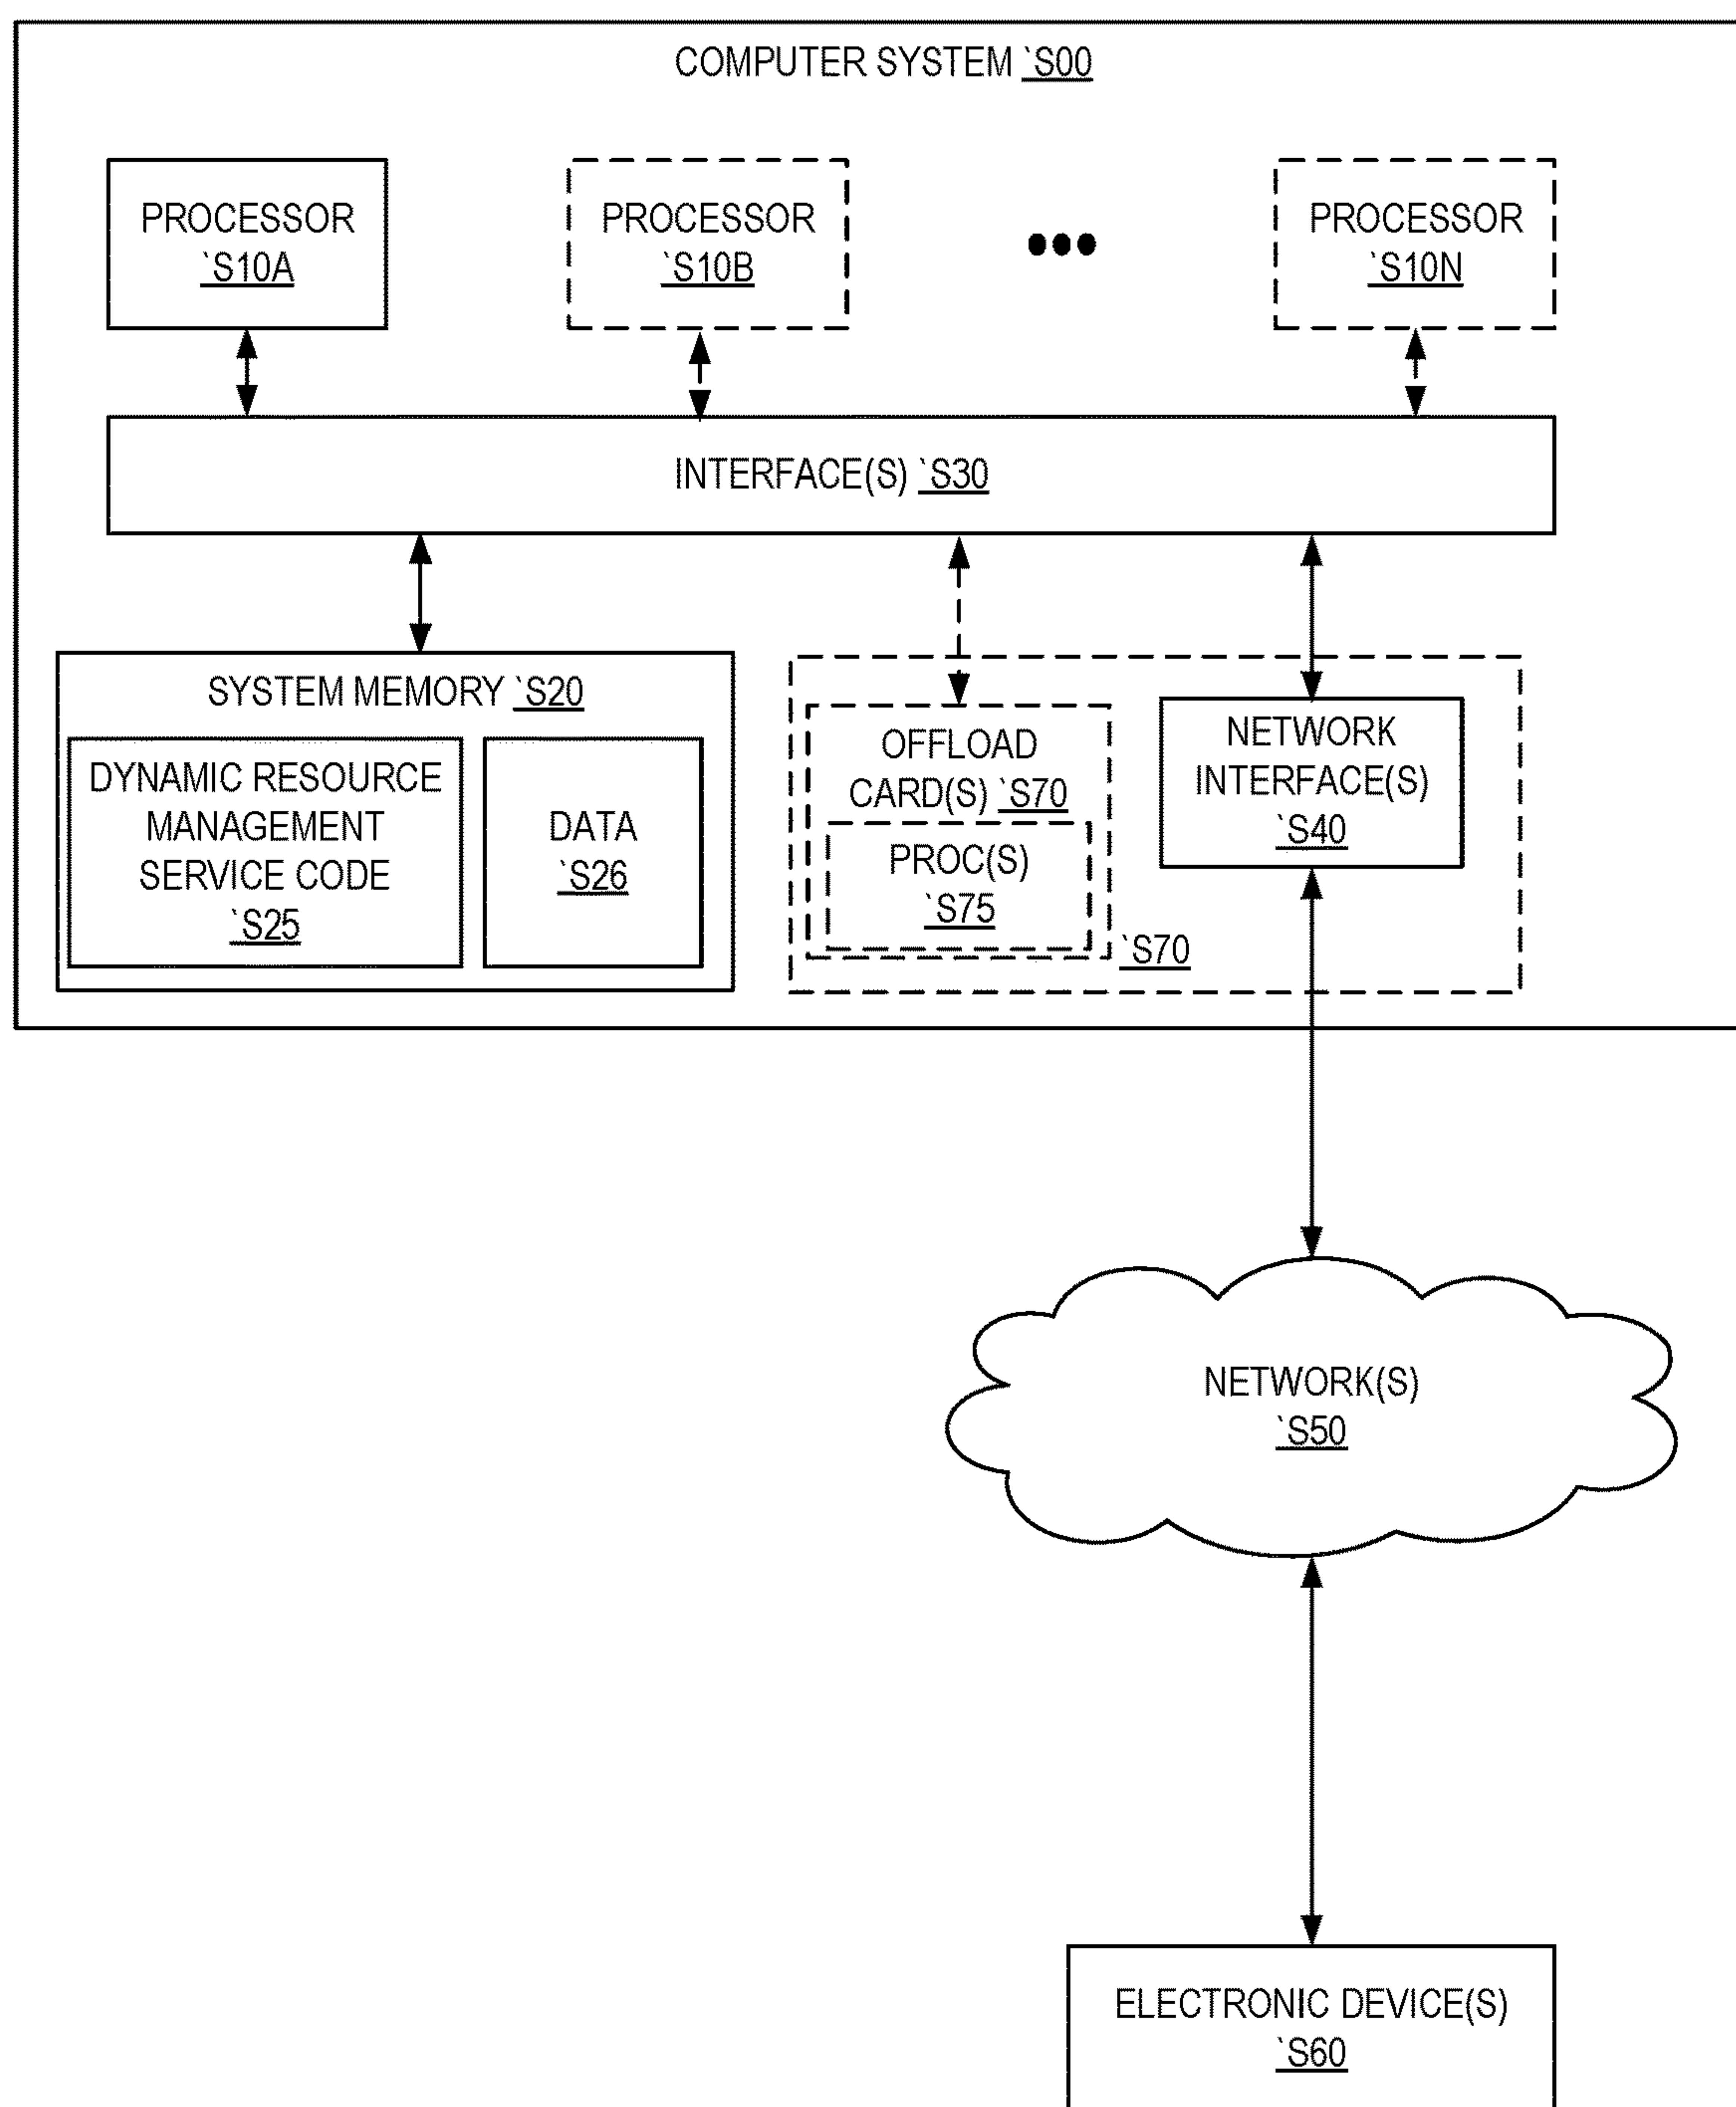 COMPUTER SYSTEM `S00
PROCESSOR
`S10A
PROCESSOR
`S10B
PROCESSOR
`S10N
INTERFACE(S) `S30
SYSTEM MEMORY `S20
DYNAMIC RESOURCE
MANAGEMENT
SERVICE CODE
`S25
DATA
`S26
OFFLOAD
CARD(S) `S70
PROC(S)
`S75
`S70
NETWORK
INTERFACE(S)
`S40
NETWORK(S)
`S50
ELECTRONIC DEVICE(S)
`S60